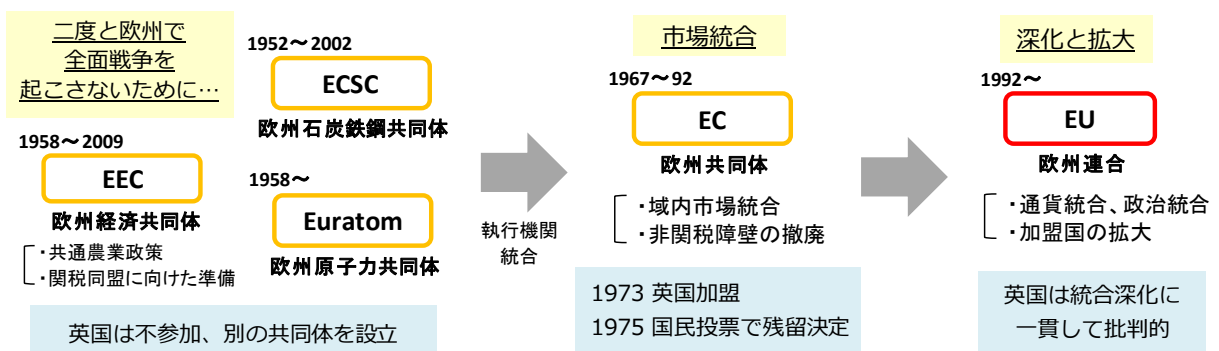 二度と欧州で
全面戦争を
起こさないために…
1952～2002
ECSC
欧州石炭鉄鋼共同体
1958～2009
EEC
欧州経済共同体
・共通農業政策
・関税同盟に向けた準備
1958～
Euratom
欧州原子力共同体
英国は不参加、別の共同体を設立
執行機関
統合
市場統合
1967～92
EC
欧州共同体
・域内市場統合
・非関税障壁の撤廃
1973 英国加盟
1975 国民投票で残留決定
深化と拡大
1992～
EU
欧州連合
・通貨統合、政治統合
・加盟国の拡大
英国は統合深化に
一貫して批判的